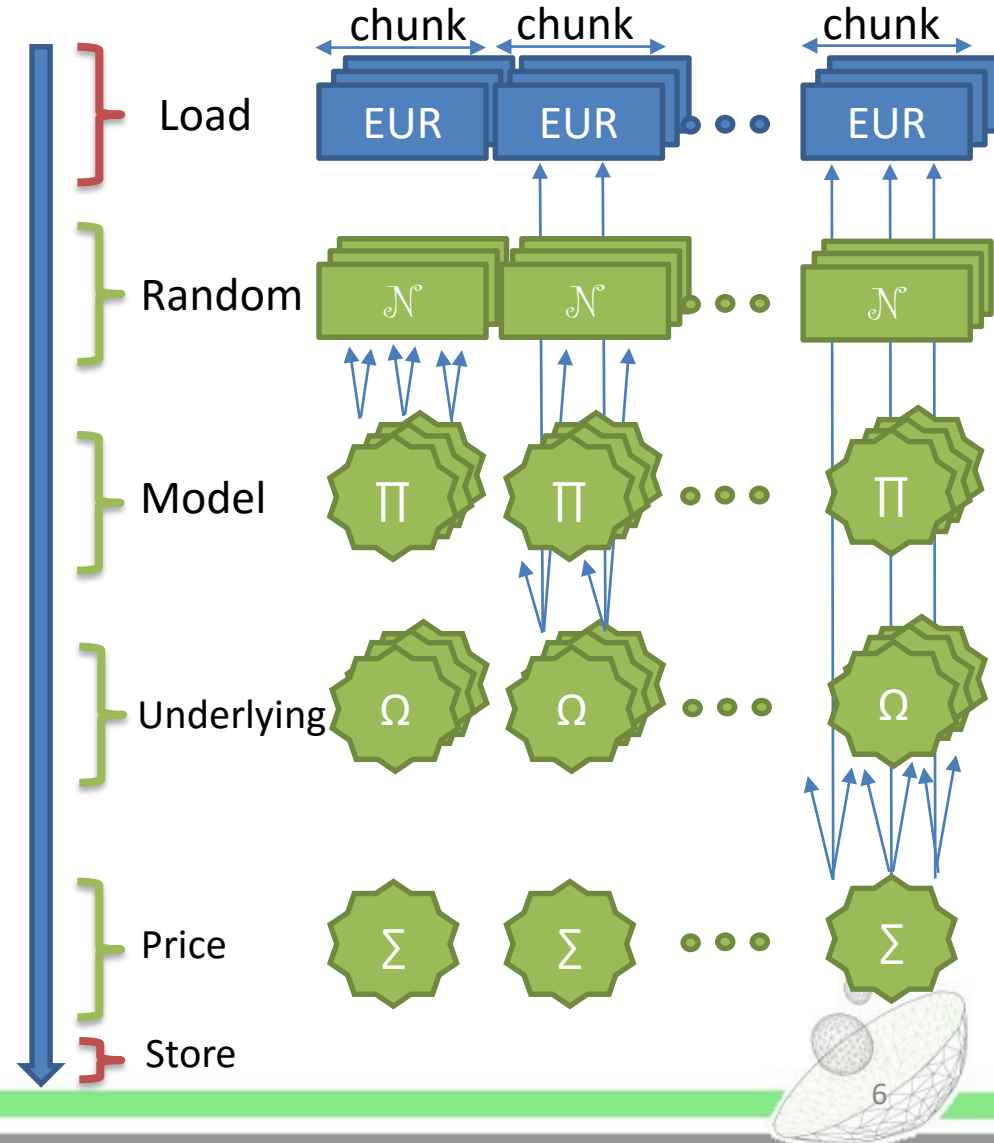 chunk chunk chunk
Load EUR EUR EUR
Random 𝒩 𝒩 𝒩
Model Π Π Π
Underlying Ω Ω Ω
Price Σ Σ Σ
Store
6